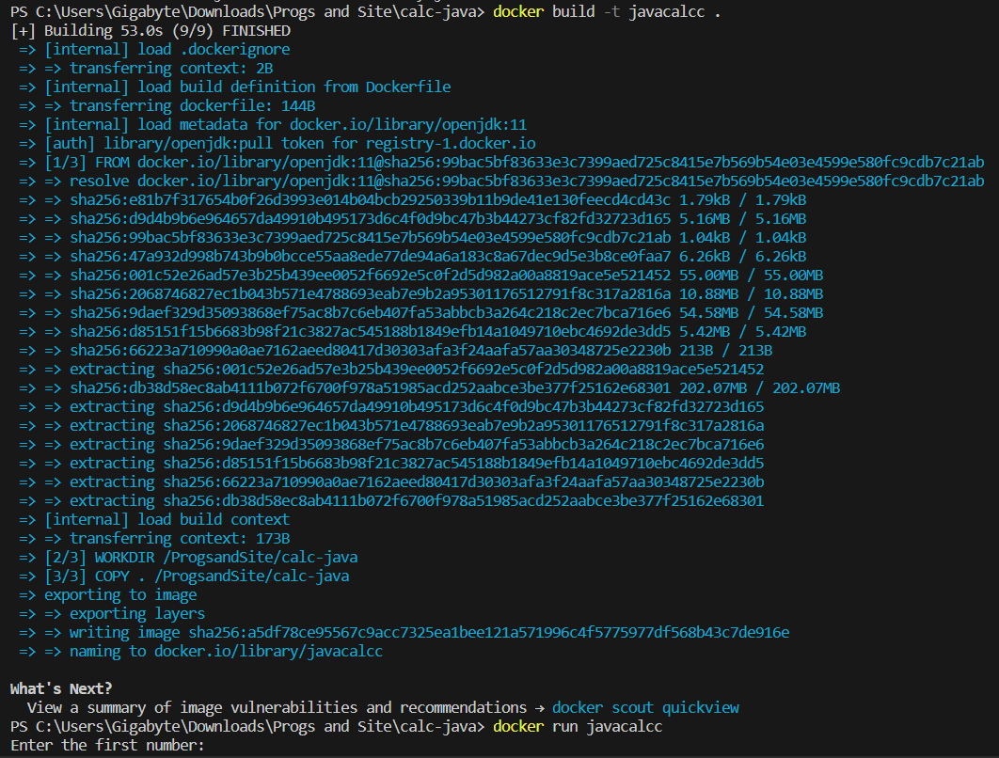 PS C:\Users\Gigabyte\Downloads\Progs and Site\calc-java> docker build -t javacalcc .
[+] Building 53.0s (9/9) FINISHED
=> [internal] load .dockerignore
=> => transferring context: 2B
=> [internal] load build definition from Dockerfile
=> => transferring dockerfile: 144B
=> [internal] load metadata for docker.io/library/openjdk:11
=> [auth] library/openjdk:pull token for registry-1.docker.io
=> [1/3] FROM docker.io/library/openjdk:11@sha256:99bac5bf83633e3c7399aed725c8415e7b569b54e03e4599e580fc9cdb7c21ab
=> => resolve docker.io/library/openjdk:11@sha256:99bac5bf83633e3c7399aed725c8415e7b569b54e03e4599e580fc9cdb7c21ab
=> => sha256:e81b7f317654b0f26d3993e014b04bcb29250339b11b9de41e130feecd4cd43c 1.79kB / 1.79kB
=> => sha256:d9d4b9b6e964657da49910b495173d6c4f0d9bc47b3b44273cf82fd32723d165 5.16MB / 5.16MB
=> => sha256:99bac5bf83633e3c7399aed725c8415e7b569b54e03e4599e580fc9cdb7c21ab 1.04kB / 1.04kB
=> => sha256:47a932d998b743b9b0bcce55aa8ede77de94a6a183c8a67dec9d5e3b8ce0faa7 6.26kB / 6.26kB
=> => sha256:001c52e26ad57e3b25b439ee0052f6692e5c0f2d5d982a00a8819ace5e521452 55.00MB / 55.00MB
=> => sha256:2068746827ec1b043b571e4788693eab7e9b2a95301176512791f8c317a2816a 10.88MB / 10.88MB
=> => sha256:9daef329d35093868ef75ac8b7c6eb407fa53abbcb3a264c218c2ec7bca716e6 54.58MB / 54.58MB
=> => sha256:d85151f15b6683b98f21c3827ac545188b1849efb14a1049710ebc4692de3dd5 5.42MB / 5.42MB
=> => sha256:66223a710990a0ae7162aeed80417d30303afa3f24aafa57aa30348725e2230b 213B / 213B
=> => extracting sha256:001c52e26ad57e3b25b439ee0052f6692e5c0f2d5d982a00a8819ace5e521452
=> => sha256:db38d58ec8ab4111b072f6700f978a51985acd252aabce3be377f25162e68301 202.07MB / 202.07MB
=> => extracting sha256:d9d4b9b6e964657da49910b495173d6c4f0d9bc47b3b44273cf82fd32723d165
=> => extracting sha256:2068746827ec1b043b571e4788693eab7e9b2a95301176512791f8c317a2816a
=> => extracting sha256:9daef329d35093868ef75ac8b7c6eb407fa53abbcb3a264c218c2ec7bca716e6
=> => extracting sha256:d85151f15b6683b98f21c3827ac545188b1849efb14a1049710ebc4692de3dd5
=> => extracting sha256:66223a710990a0ae7162aeed80417d30303afa3f24aafa57aa30348725e2230b
=> => extracting sha256:db38d58ec8ab4111b072f6700f978a51985acd252aabce3be377f25162e68301
=> [internal] load build context
=> => transferring context: 173B
=> [2/3] WORKDIR /ProgsandSite/calc-java
=> [3/3] COPY . /ProgsandSite/calc-java
=> exporting to image
=> => exporting layers
=> => writing image sha256:a5df78ce95567c9acc7325ea1bee121a571996c4f5775977df568b43c7de916e
=> => naming to docker.io/library/javacalcc
What's Next?
View a summary of image vulnerabilities and recommendations → docker scout quickview
PS C:\Users\Gigabyte\Downloads\Progs and Site\calc-java> docker run javacalcc
Enter the first number: